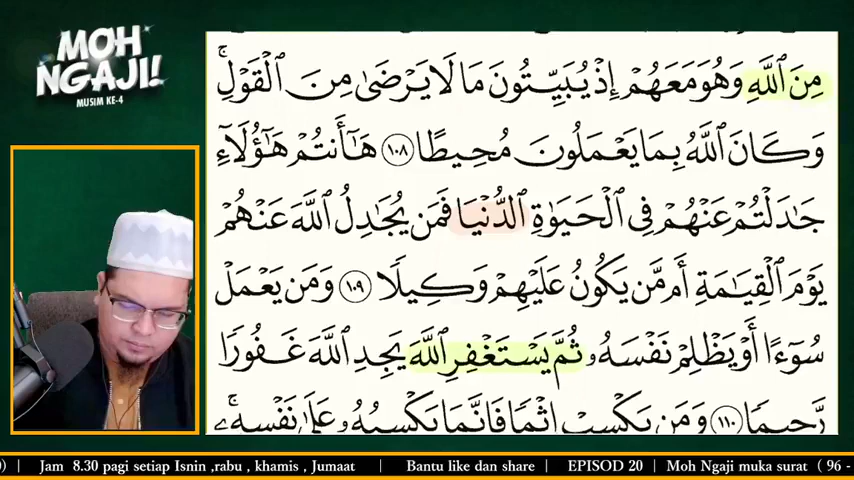 MOH
NGAJI!
MUSIM KE-4
مِنَ ٱللَّهِ وَهُوَ مَعَهُمْ إِذْ يُبَيِّتُونَ مَا لَا يَرْضَىٰ مِنَ ٱلْقَوْلِ ۚ
وَكَانَ ٱللَّهُ بِمَا يَعْمَلُونَ مُحِيطًا ١٠٨ هَـٰٓأَنتُمْ هَـٰٓؤُلَآءِ
جَـٰدَلْتُمْ عَنْهُمْ فِى ٱلْحَيَوٰةِ ٱلدُّنْيَا فَمَن يُجَـٰدِلُ ٱللَّهَ عَنْهُمْ
يَوْمَ ٱلْقِيَـٰمَةِ أَم مَّن يَكُونُ عَلَيْهِمْ وَكِيلًا ١٠٩ وَمَن يَعْمَلْ
سُوٓءًا أَوْ يَظْلِمْ نَفْسَهُۥ ثُمَّ يَسْتَغْفِرِ ٱللَّهَ يَجِدِ ٱللَّهَ غَفُورًا
رَّحِيمًا ١١٠ وَمَن يَكْسِبْ إِثْمًا فَإِنَّمَا يَكْسِبُهُۥ عَلَىٰ نَفْسِهِۦ ۚ
) | Jam 8.30 pagi setiap Isnin ,rabu , khamis , Jumaat | Bantu like dan share | EPISOD 20 | Moh Ngaji muka surat ( 96 -